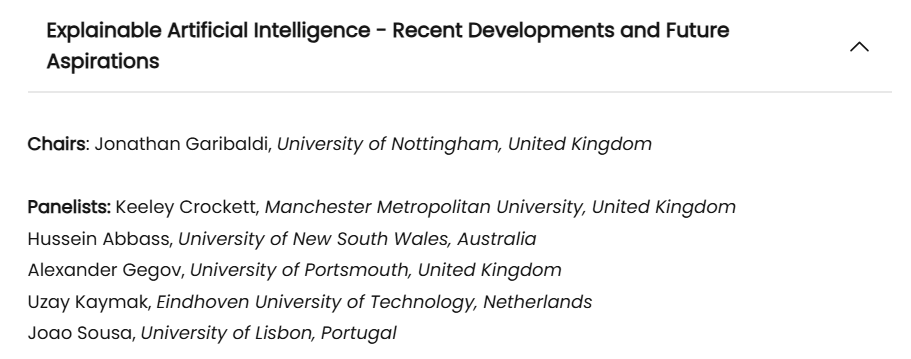 Explainable Artificial Intelligence - Recent Developments and Future
Aspirations
Chairs: Jonathan Garibaldi, University of Nottingham, United Kingdom
Panelists: Keeley Crockett, Manchester Metropolitan University, United Kingdom
Hussein Abbass, University of New South Wales, Australia
Alexander Gegov, University of Portsmouth, United Kingdom
Uzay Kaymak, Eindhoven University of Technology, Netherlands
Joao Sousa, University of Lisbon, Portugal